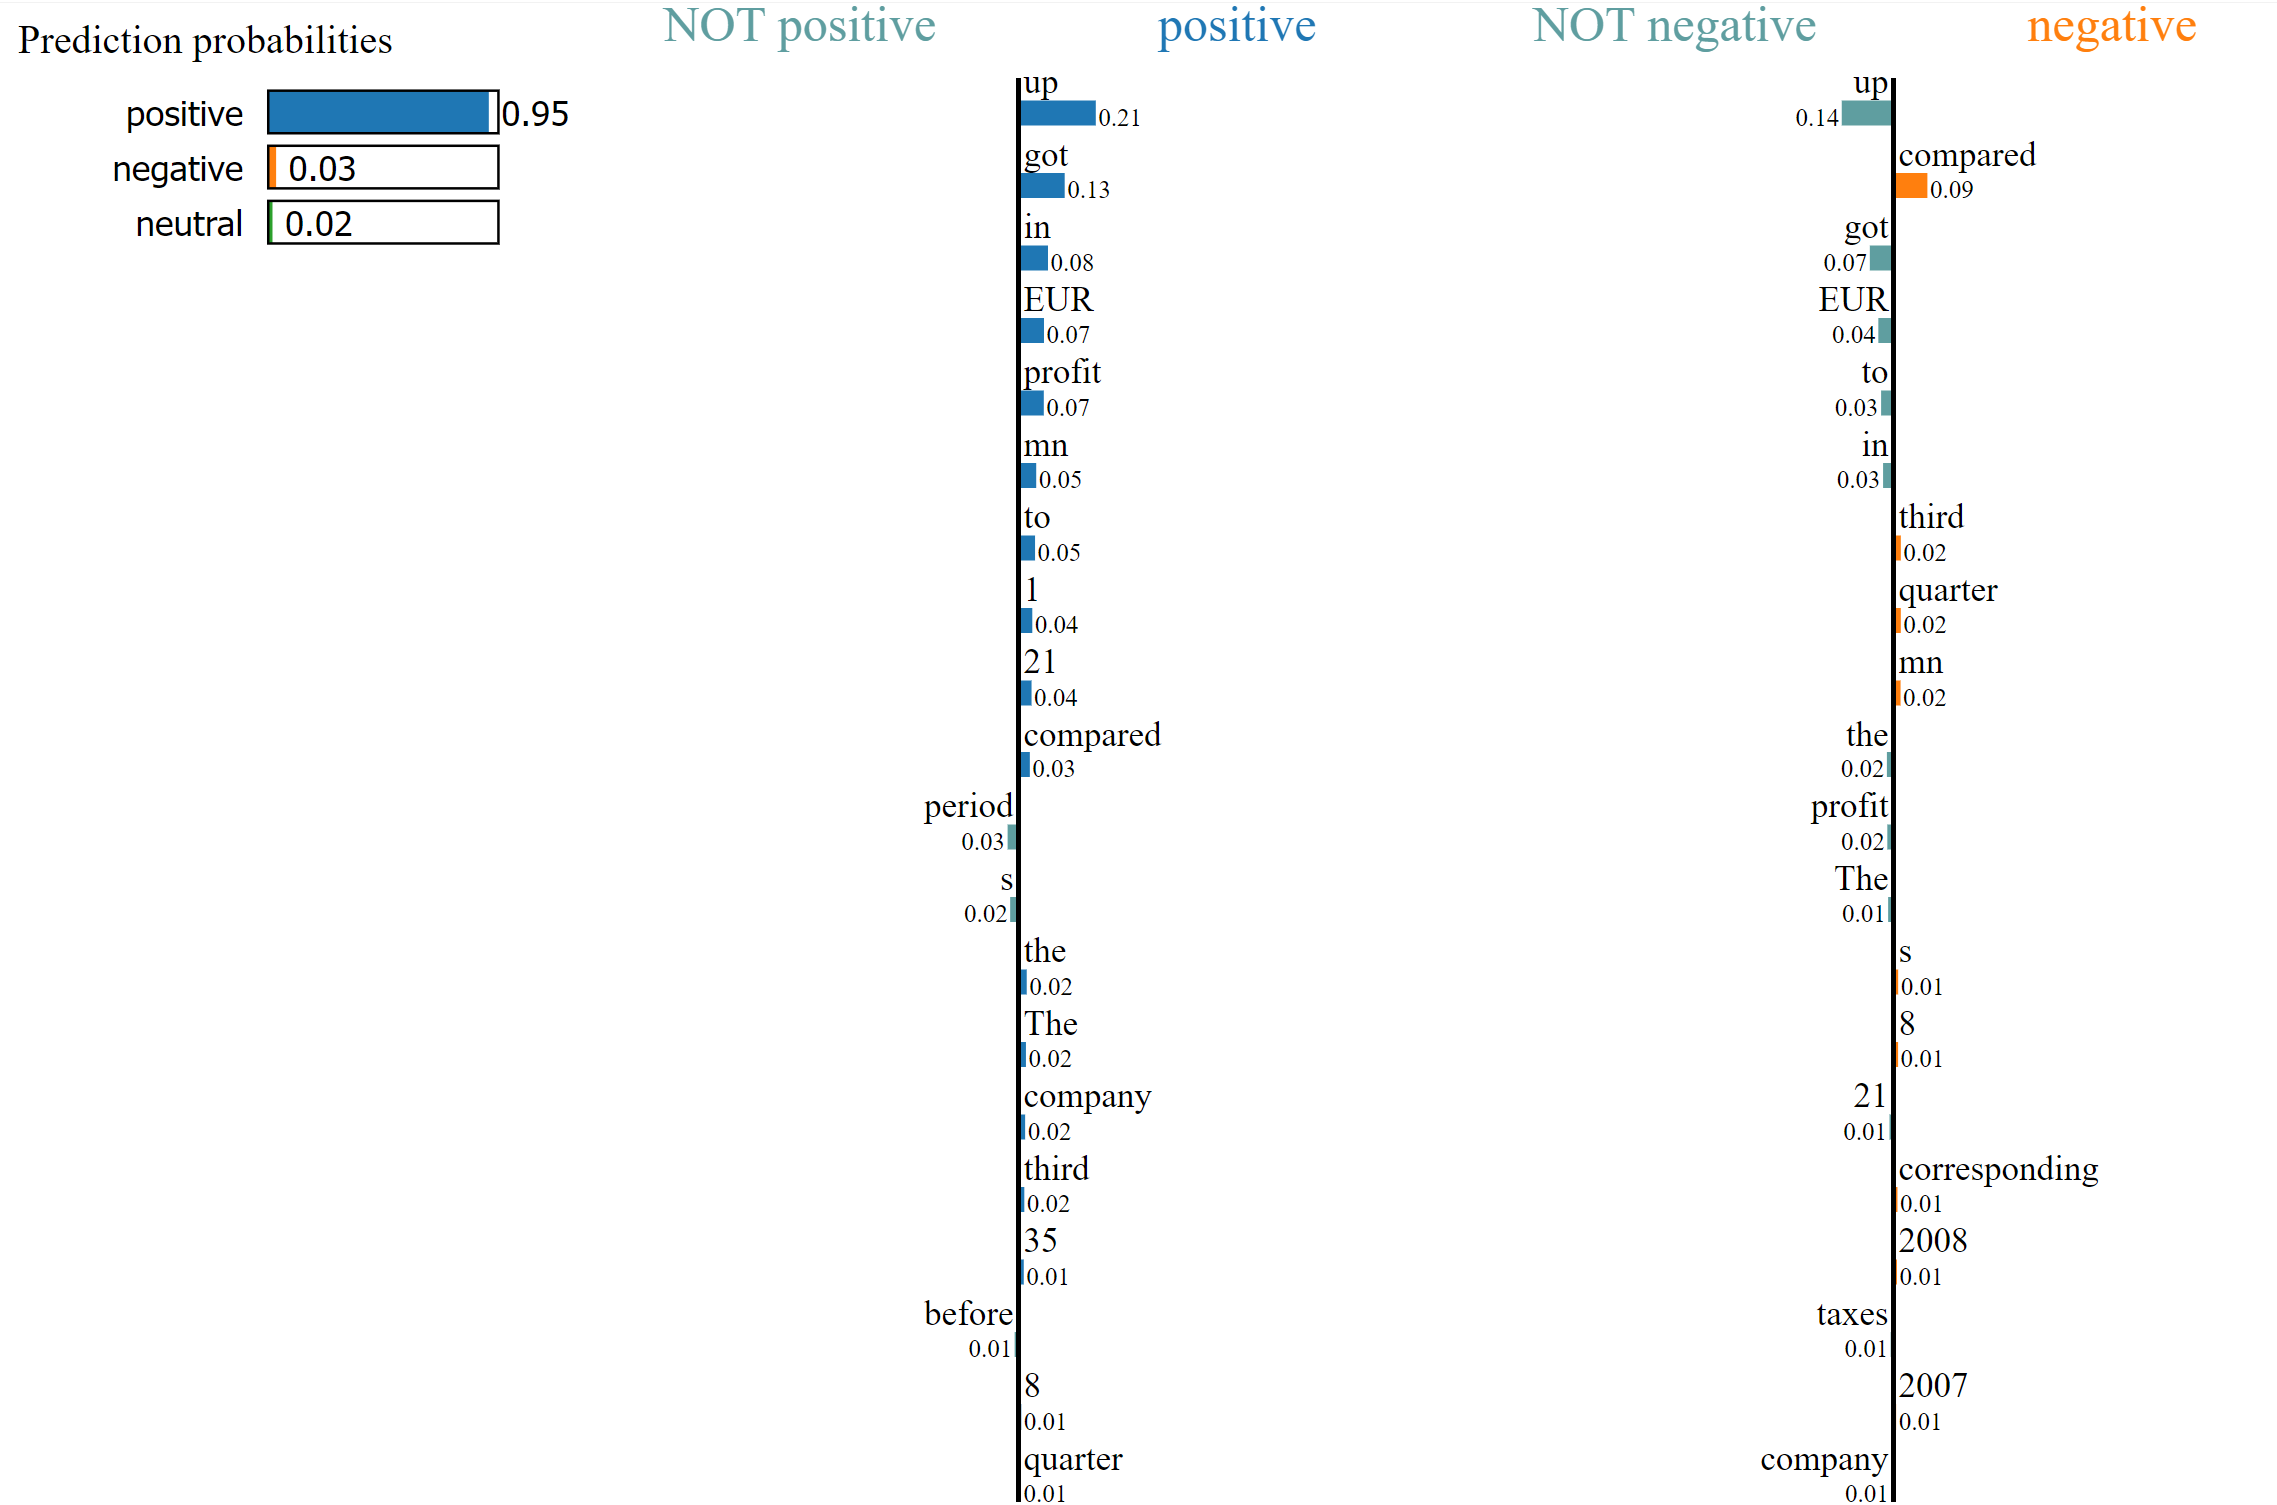 Prediction probabilities
positive 0.95
negative 0.03
neutral 0.02
NOT positive positive
up
0.21
got
0.13
in
0.08
EUR
0.07
profit
0.07
mn
0.05
to
0.05
1
0.04
21
0.04
compared
0.03
period
0.03
s
0.02
the
0.02
The
0.02
company
0.02
third
0.02
35
0.01
before
0.01
8
0.01
quarter
0.01
NOT negative negative
up
0.14
compared
0.09
got
0.07
EUR
0.04
to
0.03
in
0.03
third
0.02
quarter
0.02
mn
0.02
the
0.02
profit
0.02
The
0.01
s
0.01
8
0.01
21
0.01
corresponding
0.01
2008
0.01
taxes
0.01
2007
0.01
company
0.01